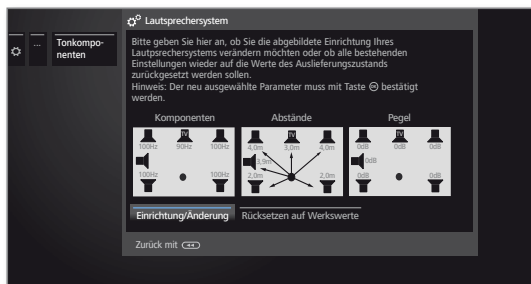 Lautsprechersystem
...
Tonkompo-
nenten
Bitte geben Sie hier an, ob Sie die abgebildete Einrichtung Ihres
Lautpsrechersystems verändern möchten oder ob alle bestehenden
Einstellungen wieder auf die Werte des Auslieferungszustands
zurückgesetzt werden sollen.
Hinweis: Der neu ausgewählte Parameter muss mit Taste OK bestätigt
werden.
Komponenten Abstände Pegel
TV TV TV
100Hz 90Hz 100Hz 4,0m 3,0m 4,0m 0dB 0dB 0dB
3,9m 0dB
100Hz 100Hz 2,0m 2,0m 0dB 0dB
Einrichtung/Änderung Rücksetzen auf Werkswerte
Zurück mit